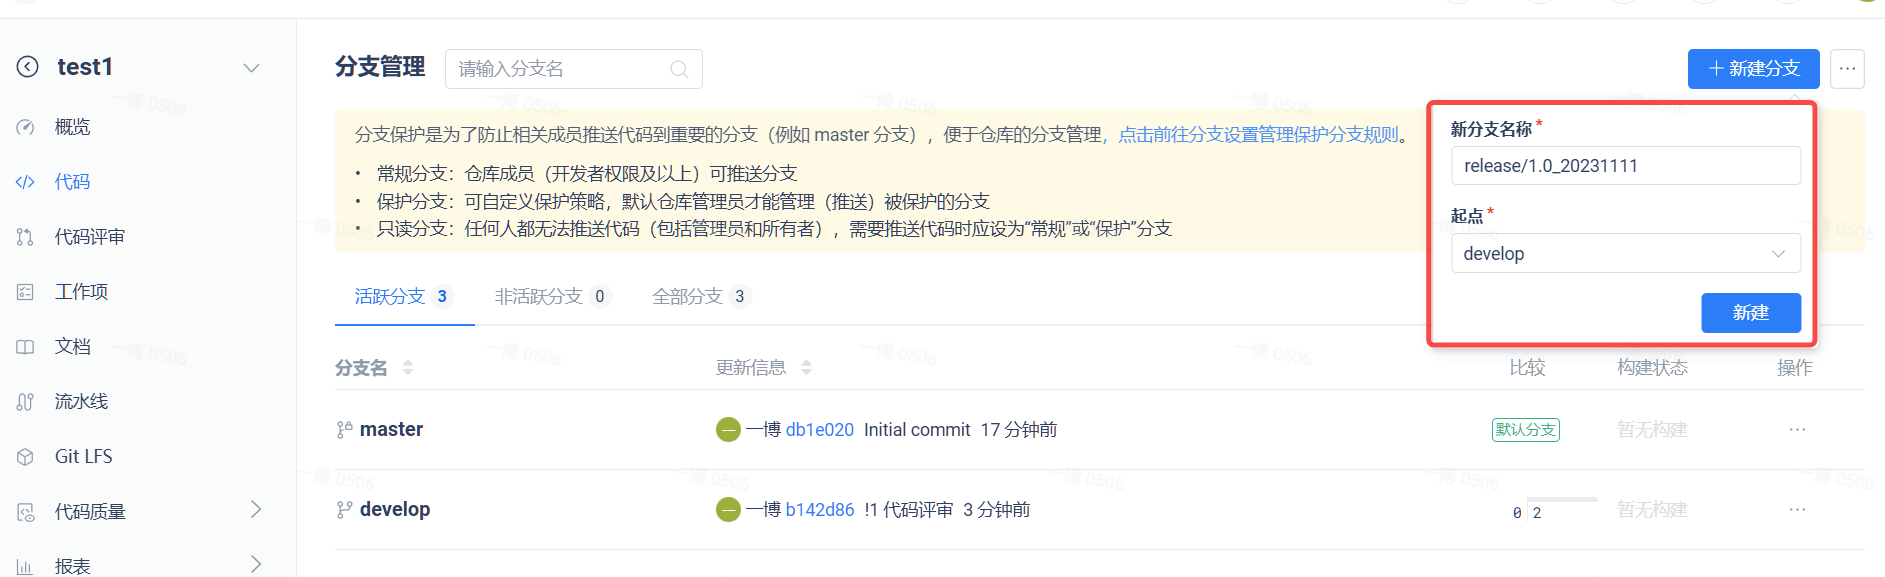 test1
概览
代码
代码评审
工作项
文档
流水线
Git LFS
代码质量
报表
分支管理
请输入分支名
新建分支
···
分支保护是为了防止相关成员推送代码到重要的分支（例如 master 分支），便于仓库的分支管理，点击前往分支设置管理保护分支规则。
• 常规分支：仓库成员（开发者权限及以上）可推送分支
• 保护分支：可自定义保护策略，默认仓库管理员才能管理（推送）被保护的分支
• 只读分支：任何人都无法推送代码（包括管理员和所有者），需要推送代码时应设为“常规”或“保护”分支
新分支名称*
release/1.0_20231111
起点*
develop
新建
活跃分支 3 非活跃分支 0 全部分支 3
分支名 更新信息 比较 构建状态 操作
master 一 一博 db1e020 Initial commit 17 分钟前 默认分支 暂无构建 ···
develop 一 一博 b142d86 !1 代码评审 3 分钟前 0 2 暂无构建 ···
一博 0506